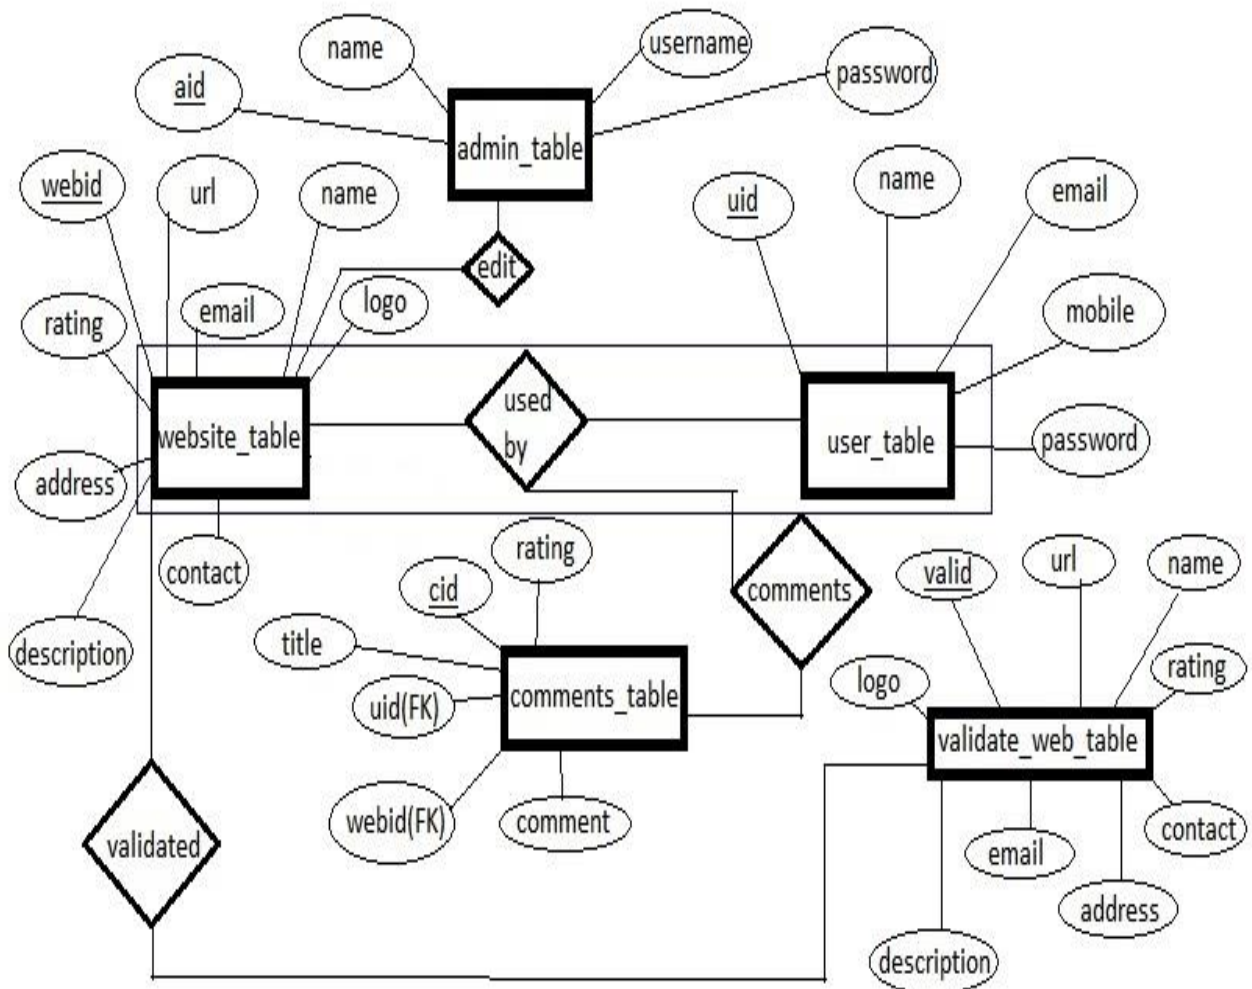 name
username
aid
password
admin_table
webid
url
name
uid
name
email
edit
rating
email
logo
mobile
used
by
website_table
user_table
password
address
contact
rating
description
cid
comments
valid
url
name
title
uid(FK)
comments_table
logo
rating
validate_web_table
webid(FK)
comment
validated
email
contact
address
description